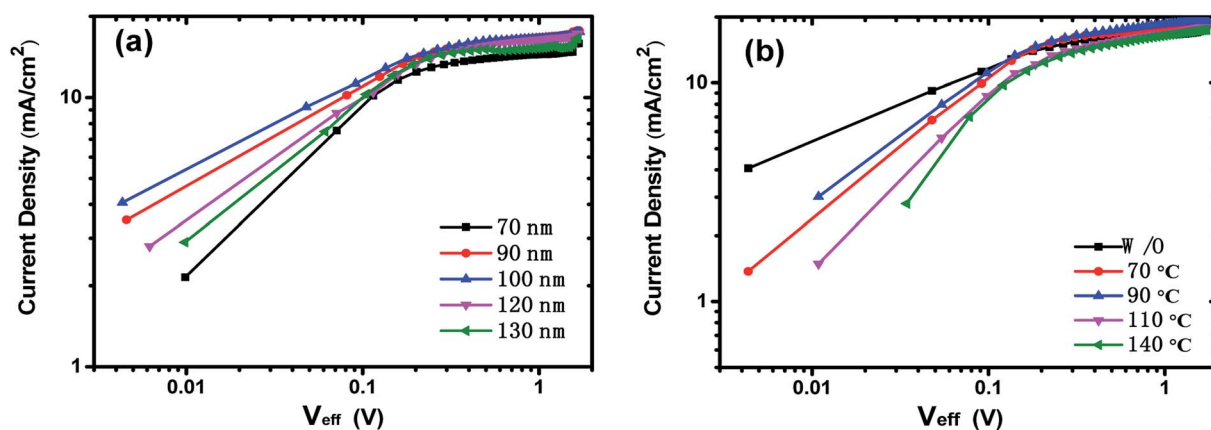 (a)
Current Density (mA/cm²)
10
1
0.01
0.1
1
V_eff (V)
70 nm
90 nm
100 nm
120 nm
130 nm
(b)
Current Density (mA/cm²)
10
1
0.01
0.1
1
V_eff (V)
W/O
70 °C
90 °C
110 °C
140 °C